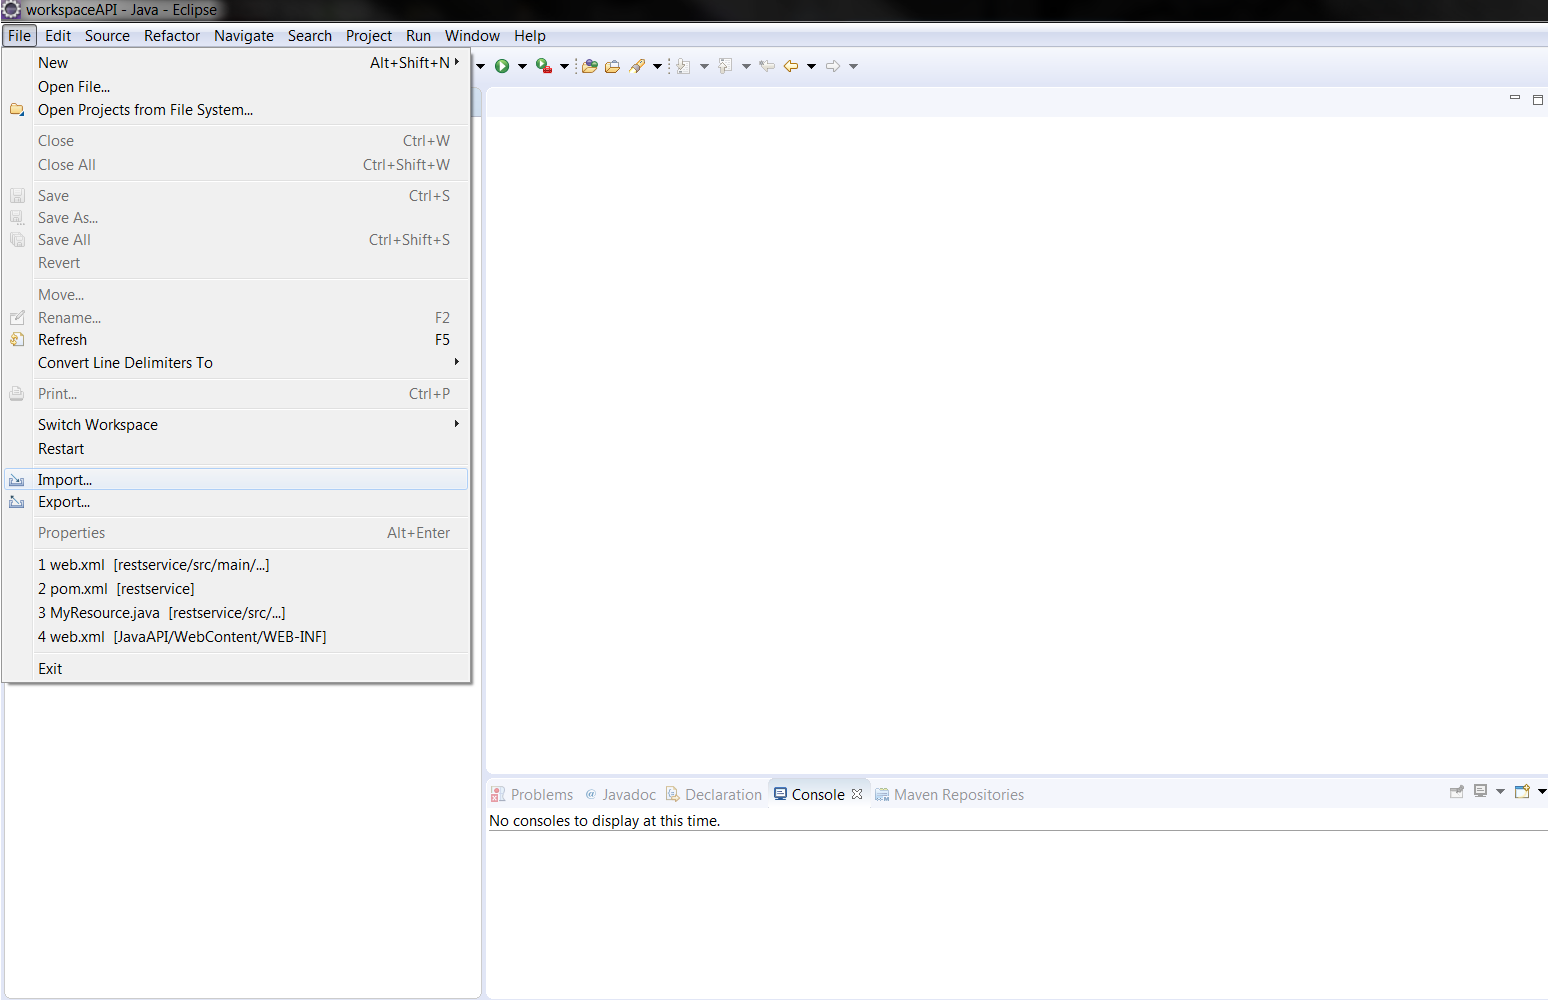 workspaceAPI - Java - Eclipse
File Edit Source Refactor Navigate Search Project Run Window Help
New Alt+Shift+N
Open File...
Open Projects from File System...
Close Ctrl+W
Close All Ctrl+Shift+W
Save Ctrl+S
Save As...
Save All Ctrl+Shift+S
Revert
Move...
Rename... F2
Refresh F5
Convert Line Delimiters To
Print... Ctrl+P
Switch Workspace
Restart
Import...
Export...
Properties Alt+Enter
1 web.xml [restservice/src/main/...]
2 pom.xml [restservice]
3 MyResource.java [restservice/src/...]
4 web.xml [JavaAPI/WebContent/WEB-INF]
Exit
Problems @ Javadoc Declaration Console Maven Repositories
No consoles to display at this time.